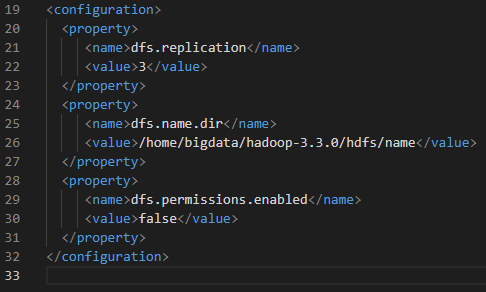 19 <configuration>
20   <property>
21     <name>dfs.replication</name>
22     <value>3</value>
23   </property>
24   <property>
25     <name>dfs.name.dir</name>
26     <value>/home/bigdata/hadoop-3.3.0/hdfs/name</value>
27   </property>
28   <property>
29     <name>dfs.permissions.enabled</name>
30     <value>false</value>
31   </property>
32 </configuration>
33